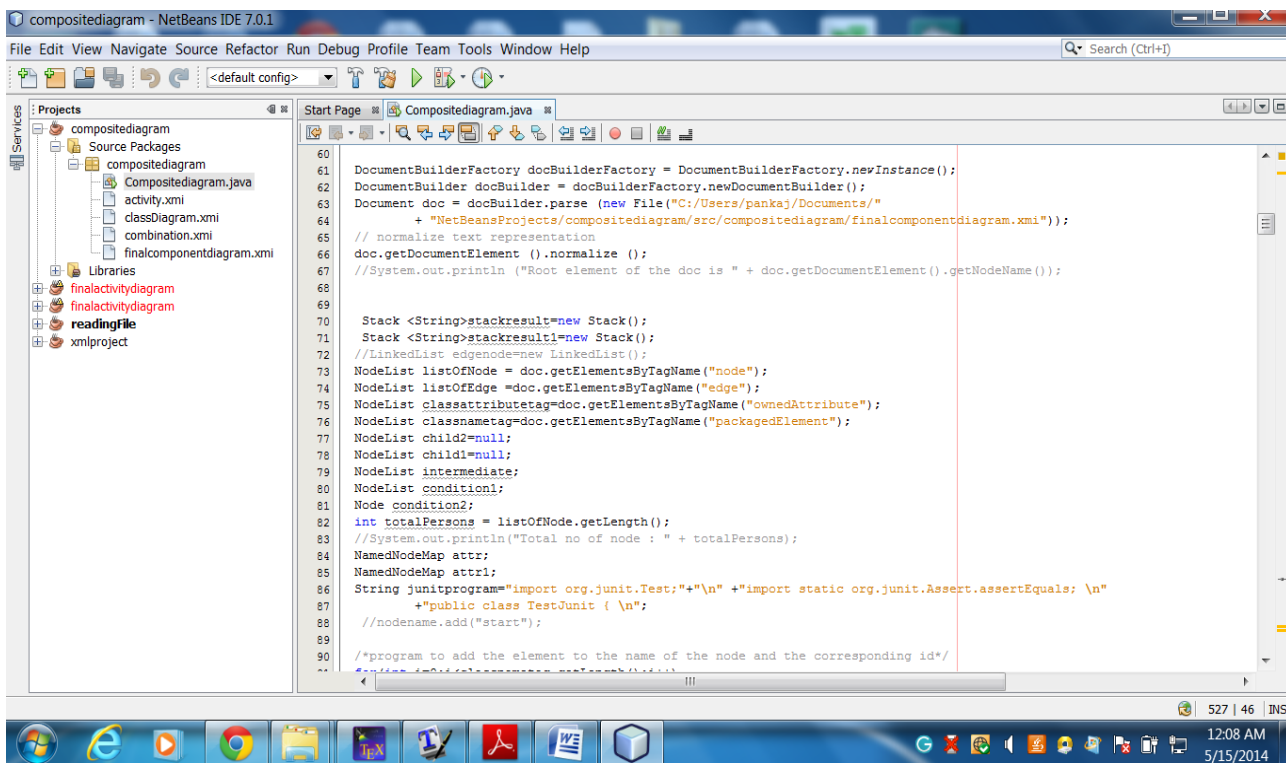 compositediagram - NetBeans IDE 7.0.1
File Edit View Navigate Source Refactor Run Debug Profile Team Tools Window Help
Search (Ctrl+I)
<default config>
Services
Projects
compositediagram
Source Packages
compositediagram
Compositediagram.java
activity.xmi
classDiagram.xmi
combination.xmi
finalcomponentdiagram.xmi
Libraries
finalactivitydiagram
finalactivitydiagram
readingFile
xmlproject
Start Page
Compositediagram.java
60
61 DocumentBuilderFactory docBuilderFactory = DocumentBuilderFactory.newInstance();
62 DocumentBuilder docBuilder = docBuilderFactory.newDocumentBuilder();
63 Document doc = docBuilder.parse (new File("C:/Users/pankaj/Documents/"
64 + "NetBeansProjects/compositediagram/src/compositediagram/finalcomponentdiagram.xmi"));
65 // normalize text representation
66 doc.getDocumentElement ().normalize ();
67 //System.out.println ("Root element of the doc is " + doc.getDocumentElement().getNodeName());
68
69
70 Stack <String>stackresult=new Stack();
71 Stack <String>stackresult1=new Stack();
72 //LinkedList edgenode=new LinkedList();
73 NodeList listOfNode = doc.getElementsByTagName("node");
74 NodeList listOfEdge =doc.getElementsByTagName("edge");
75 NodeList classattributetag=doc.getElementsByTagName("ownedAttribute");
76 NodeList classnametag=doc.getElementsByTagName("packagedElement");
77 NodeList child2=null;
78 NodeList child1=null;
79 NodeList intermediate;
80 NodeList condition1;
81 Node condition2;
82 int totalPersons = listOfNode.getLength();
83 //System.out.println("Total no of node : " + totalPersons);
84 NamedNodeMap attr;
85 NamedNodeMap attr1;
86 String junitprogram="import org.junit.Test;"+"\n" +"import static org.junit.Assert.assertEquals; \n"
87 +"public class TestJunit { \n";
88 //nodename.add("start");
89
90 /*program to add the element to the name of the node and the corresponding id*/
527 | 46 INS
TEX
12:08 AM
5/15/2014